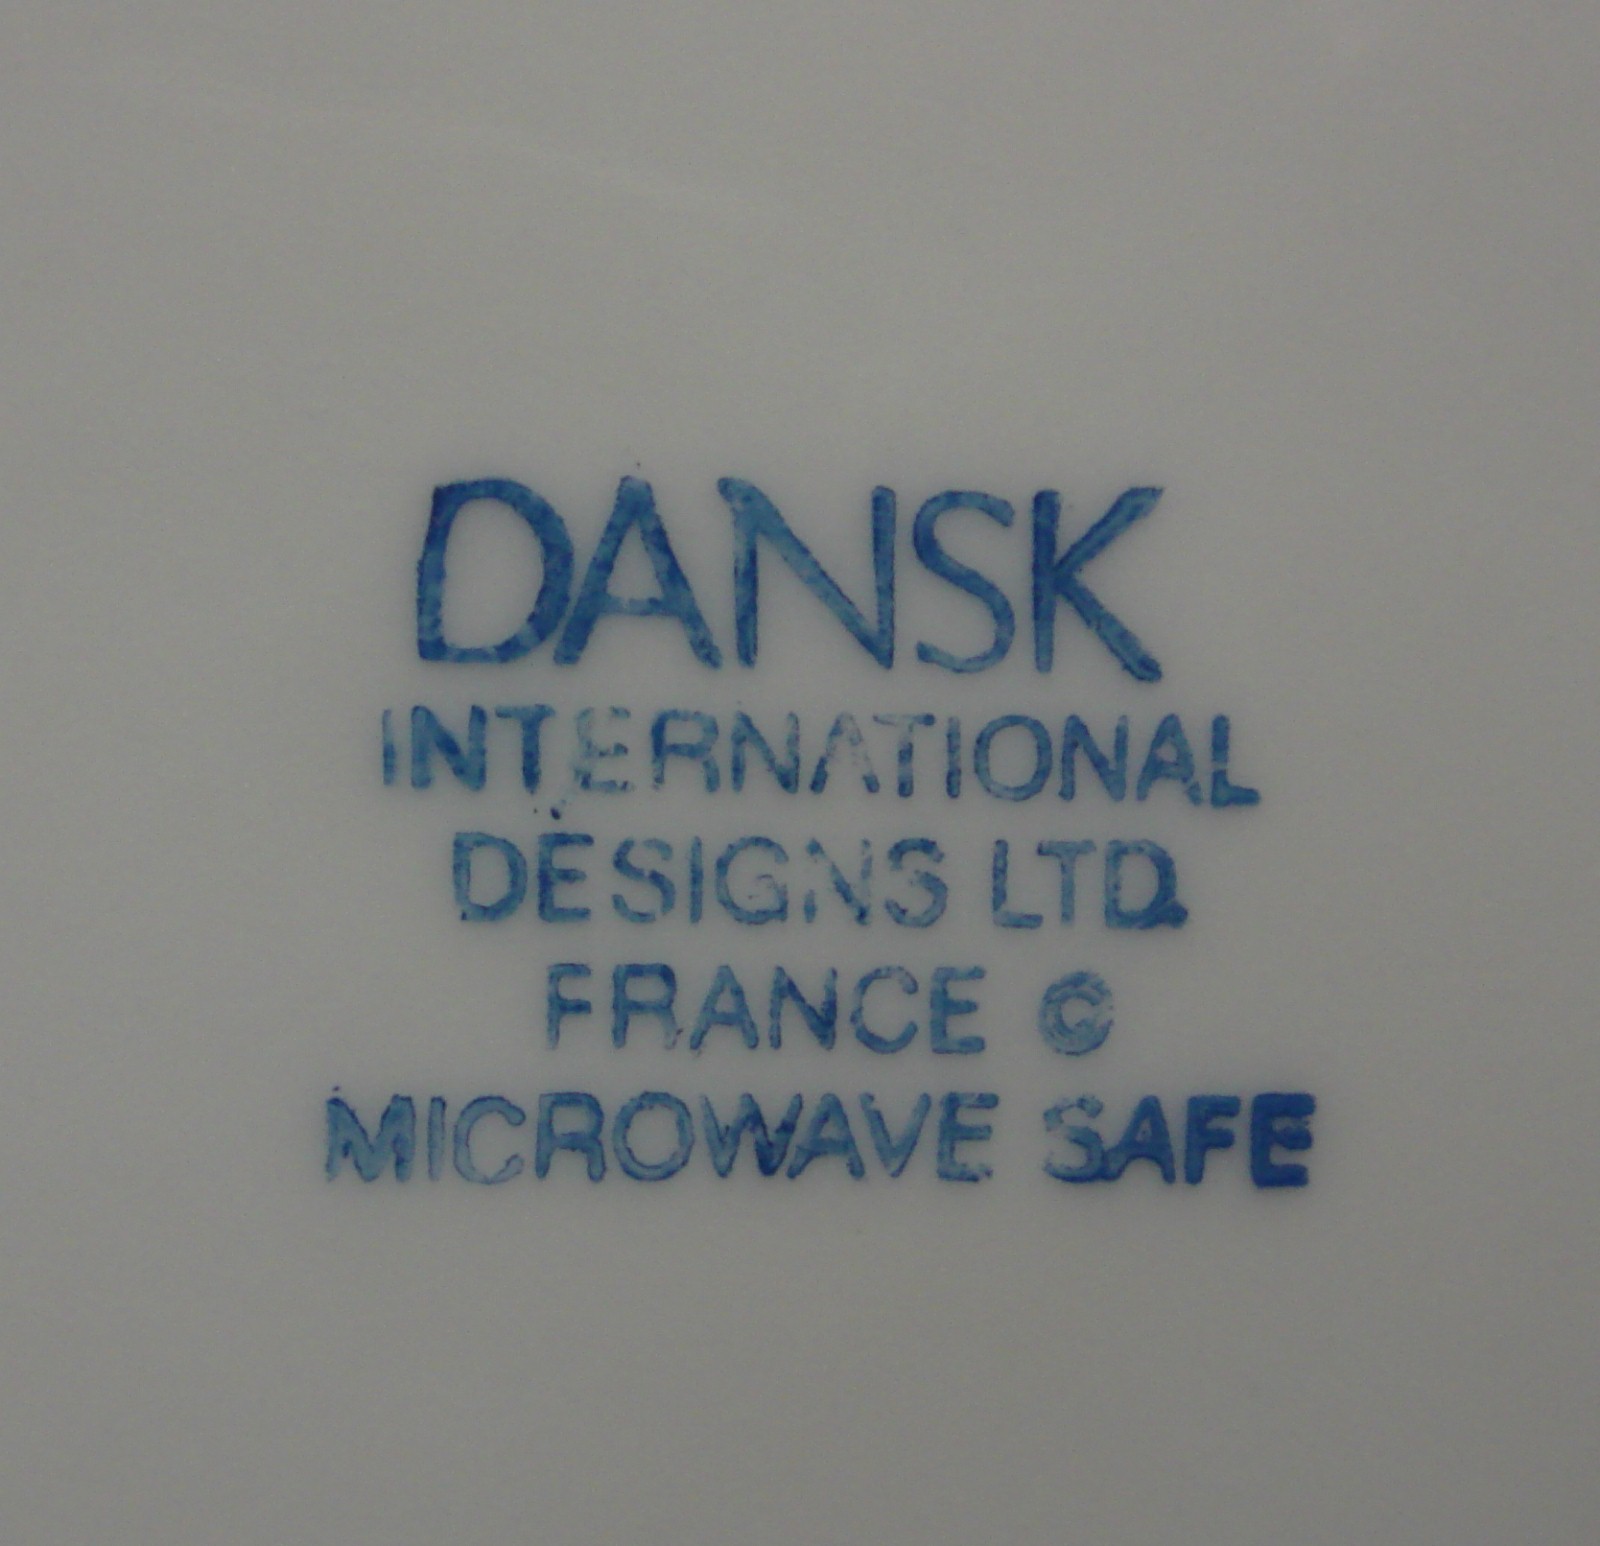 DANSK
INTERNATIONAL
DESIGNS LTD.
FRANCE ©
MICROWAVE SAFE